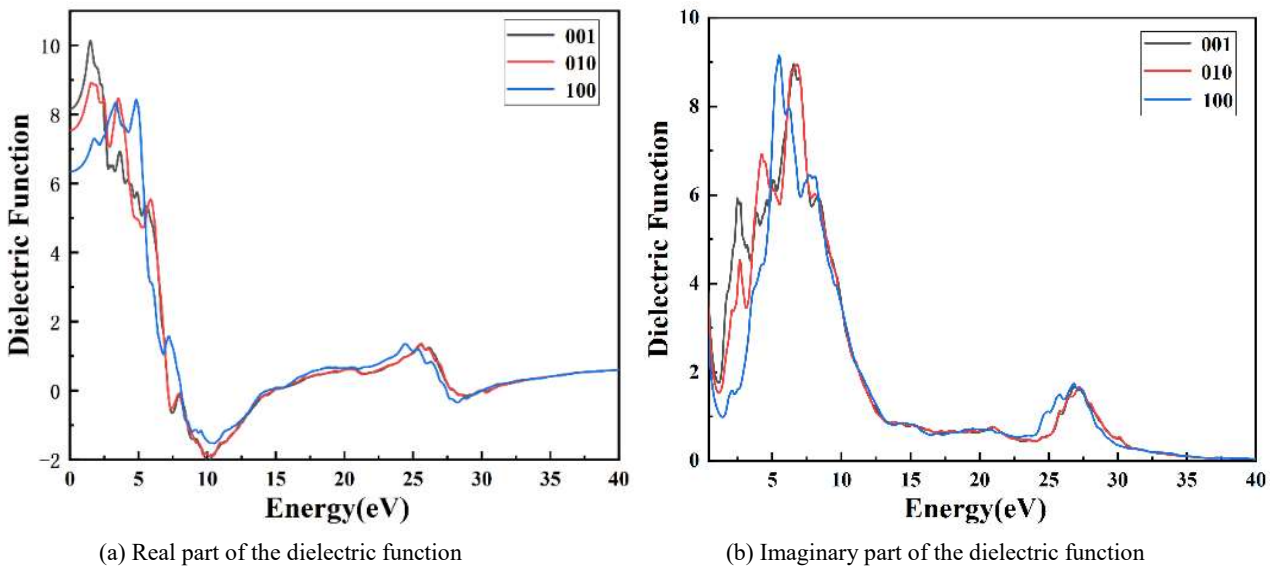 Dielectric Function
10
8
6
4
2
0
−2
001
010
100
0 5 10 15 20 25 30 35 40
Energy(eV)
(a) Real part of the dielectric function
Dielectric Function
10
8
6
4
2
0
001
010
100
5 10 15 20 25 30 35 40
Energy(eV)
(b) Imaginary part of the dielectric function